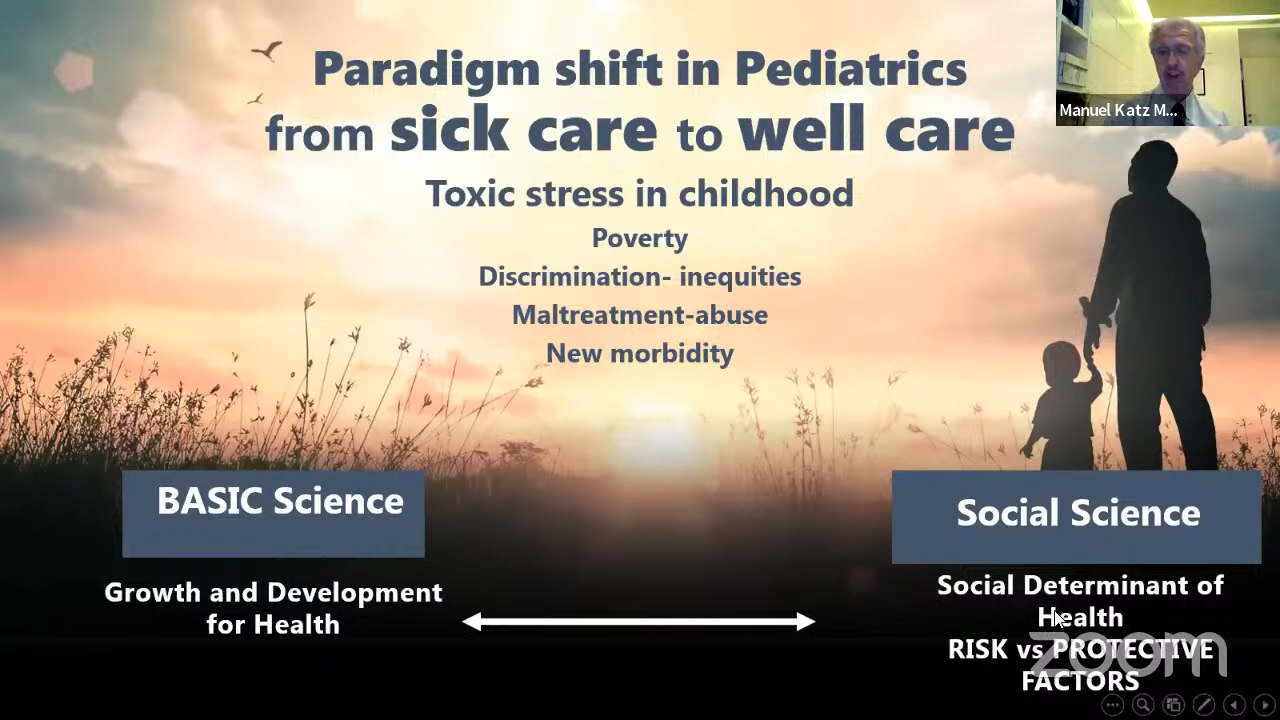 Paradigm shift in Pediatrics
from sick care to well care
Toxic stress in childhood
Poverty
Discrimination- inequities
Maltreatment-abuse
New morbidity
Manuel Katz M...
BASIC Science
Growth and Development
for Health
Social Science
Social Determinant of
Health
RISK vs PROTECTIVE
FACTORS
zoom